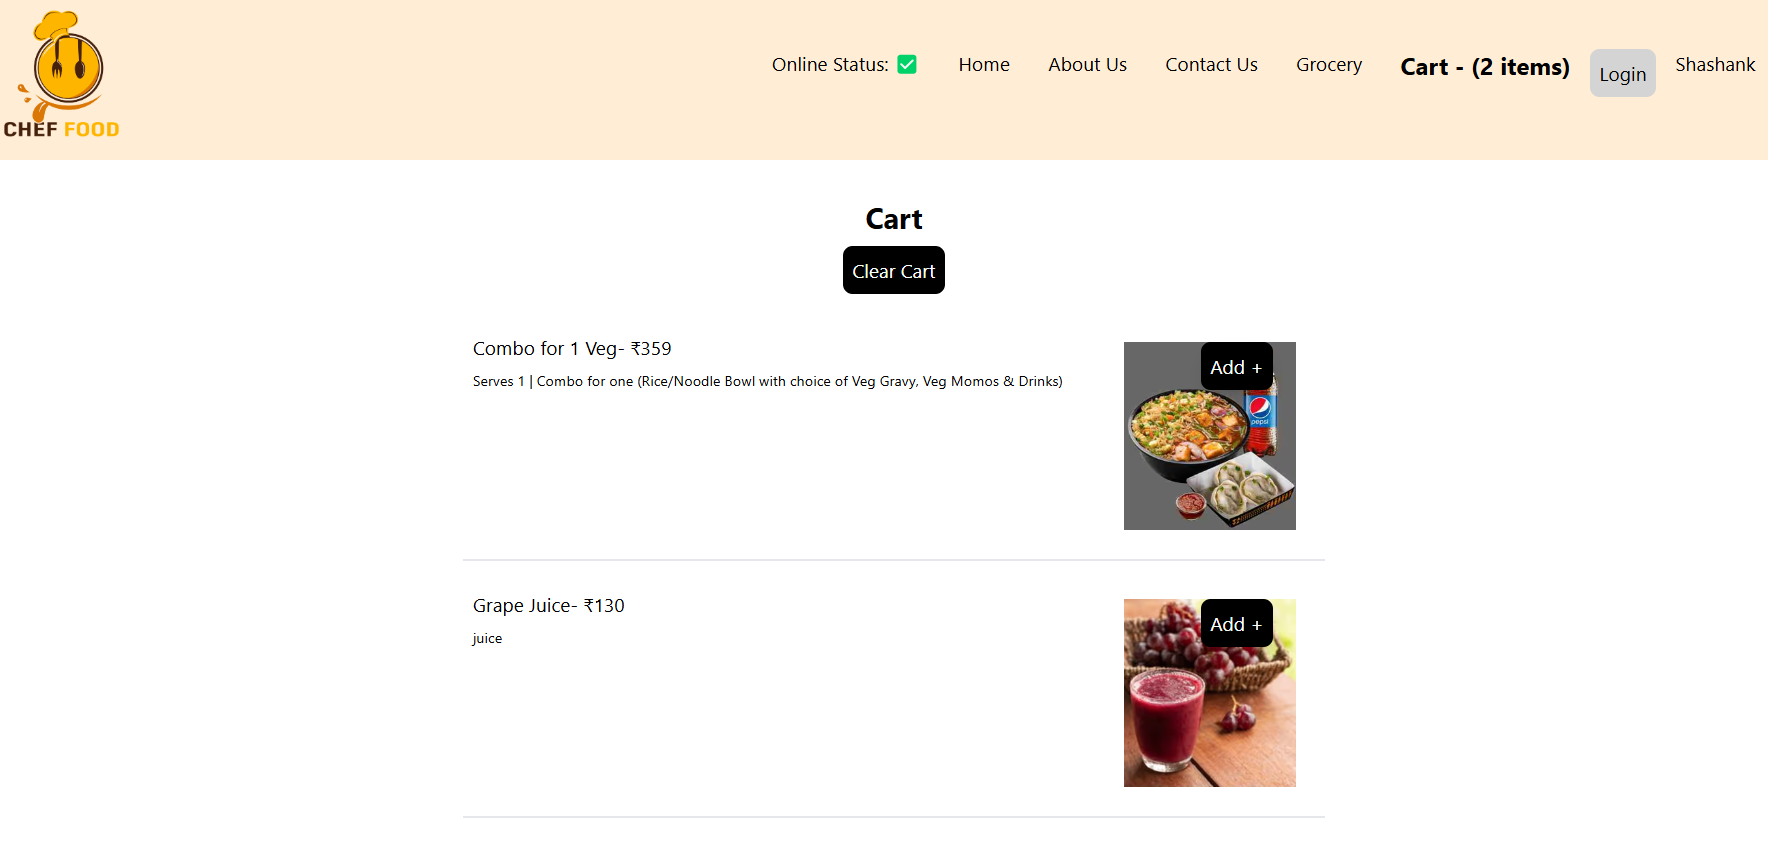 CHEF FOOD
Online Status: ✅ Home About Us Contact Us Grocery Cart - (2 items) Login Shashank
Cart
Clear Cart
Combo for 1 Veg- ₹359
Serves 1 | Combo for one (Rice/Noodle Bowl with choice of Veg Gravy, Veg Momos & Drinks)
Add +
pepsi
Grape Juice- ₹130
juice
Add +